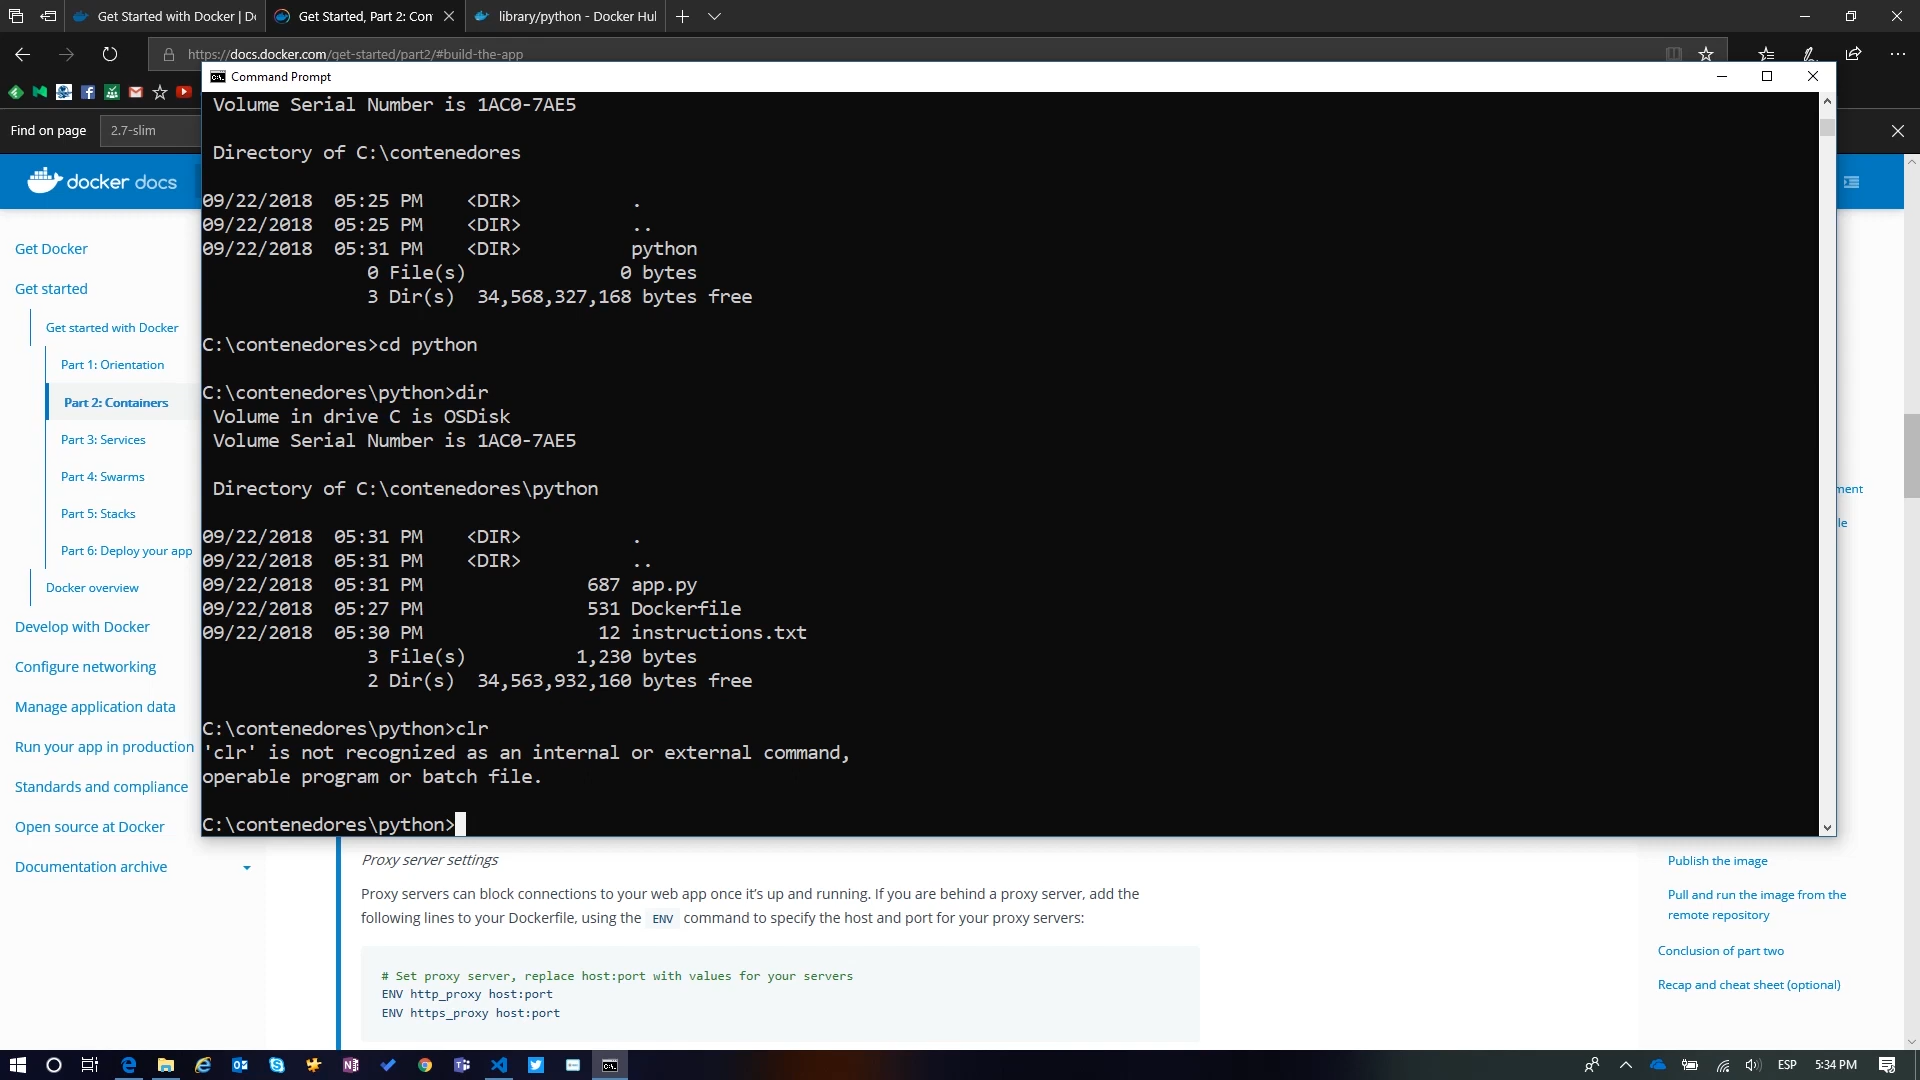 Get Started with Docker | D
Get Started, Part 2: Con
library/python - Docker Hul
https://docs.docker.com/get-started/part2/#build-the-app
Command Prompt
Find on page
2.7-slim
docker docs
Get Docker
Get started
Get started with Docker
Part 1: Orientation
Part 2: Containers
Part 3: Services
Part 4: Swarms
Part 5: Stacks
Part 6: Deploy your app
Docker overview
Develop with Docker
Configure networking
Manage application data
Run your app in production
Standards and compliance
Open source at Docker
Documentation archive
Volume Serial Number is 1AC0-7AE5
Directory of C:\contenedores
09/22/2018 05:25 PM <DIR> .
09/22/2018 05:25 PM <DIR> ..
09/22/2018 05:31 PM <DIR> python
0 File(s) 0 bytes
3 Dir(s) 34,568,327,168 bytes free
C:\contenedores>cd python
C:\contenedores\python>dir
Volume in drive C is OSDisk
Volume Serial Number is 1AC0-7AE5
Directory of C:\contenedores\python
09/22/2018 05:31 PM <DIR> .
09/22/2018 05:31 PM <DIR> ..
09/22/2018 05:31 PM 687 app.py
09/22/2018 05:27 PM 531 Dockerfile
09/22/2018 05:30 PM 12 instructions.txt
3 File(s) 1,230 bytes
2 Dir(s) 34,563,932,160 bytes free
C:\contenedores\python>clr
'clr' is not recognized as an internal or external command,
operable program or batch file.
C:\contenedores\python>
ment
le
Proxy server settings
Proxy servers can block connections to your web app once it's up and running. If you are behind a proxy server, add the
following lines to your Dockerfile, using the ENV command to specify the host and port for your proxy servers:
# Set proxy server, replace host:port with values for your servers
ENV http_proxy host:port
ENV https_proxy host:port
Publish the image
Pull and run the image from the
remote repository
Conclusion of part two
Recap and cheat sheet (optional)
ESP
5:34 PM